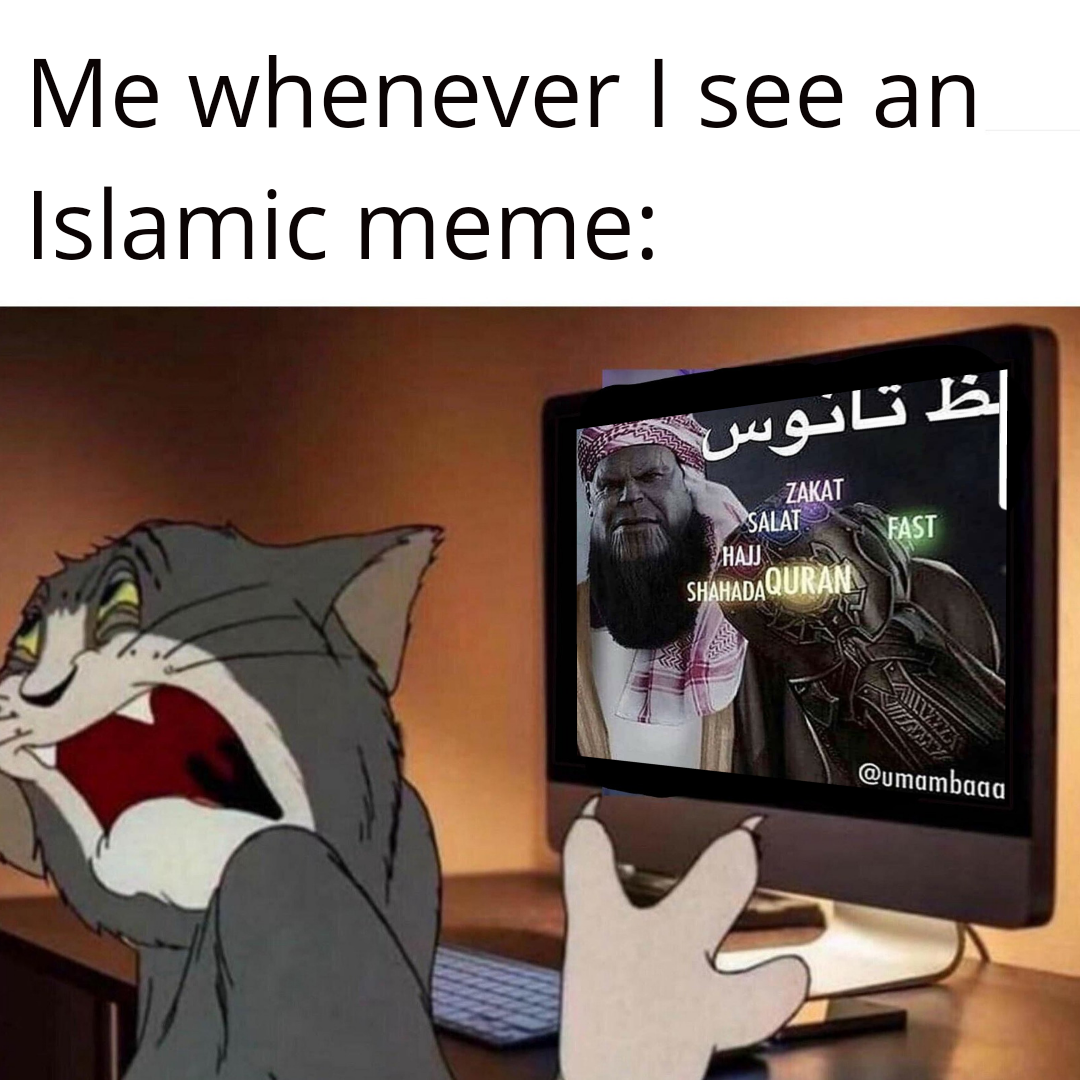 Me whenever I see an
Islamic meme:
تانوس
ZAKAT
SALAT
FAST
HAJJ
SHAHADA
QURAN
@umambaaa